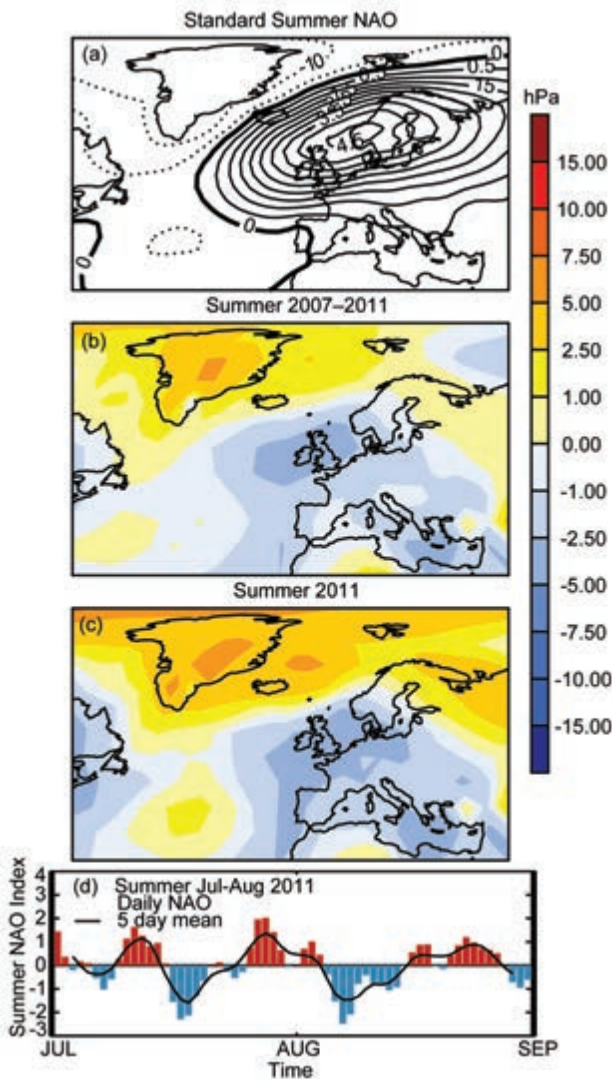 Standard Summer NAO
(a)
0
0.5
-10
15
4.5
0
0
hPa
15.00
10.00
7.50
5.00
2.50
1.00
0.00
-1.00
-2.50
-5.00
-7.50
-10.00
-15.00
Summer 2007–2011
(b)
Summer 2011
(c)
(d) Summer Jul-Aug 2011
Daily NAO
5 day mean
Summer NAO Index
4
3
2
1
0
-1
-2
-3
JUL AUG SEP
Time